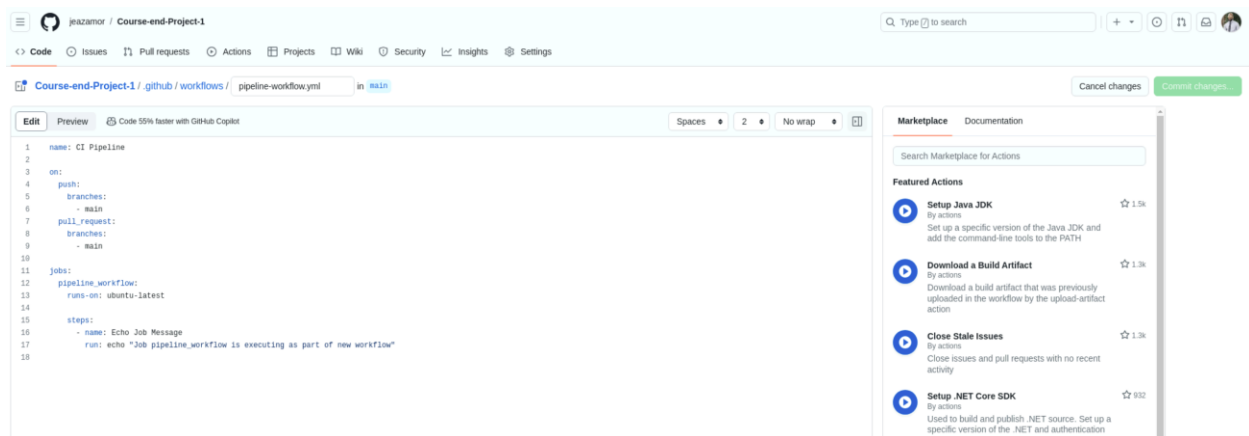 jeazamor / Course-end-Project-1
Type / to search
Code Issues Pull requests Actions Projects Wiki Security Insights Settings
Course-end-Project-1 / .github / workflows / pipeline-workflow.yml in main
Cancel changes Commit changes...
Edit Preview Code 55% faster with GitHub Copilot
Spaces 2 No wrap
1 name: CI Pipeline
2
3 on:
4 push:
5 branches:
6 - main
7 pull_request:
8 branches:
9 - main
10
11 jobs:
12 pipeline_workflow:
13 runs-on: ubuntu-latest
14
15 steps:
16 - name: Echo Job Message
17 run: echo "Job pipeline_workflow is executing as part of new workflow"
18
Marketplace Documentation
Search Marketplace for Actions
Featured Actions
Setup Java JDK 1.5k
By actions
Set up a specific version of the Java JDK and
add the command-line tools to the PATH
Download a Build Artifact 1.3k
By actions
Download a build artifact that was previously
uploaded in the workflow by the upload-artifact
action
Close Stale Issues 1.3k
By actions
Close issues and pull requests with no recent
activity
Setup .NET Core SDK 932
By actions
Used to build and publish .NET source. Set up a
specific version of the .NET and authentication